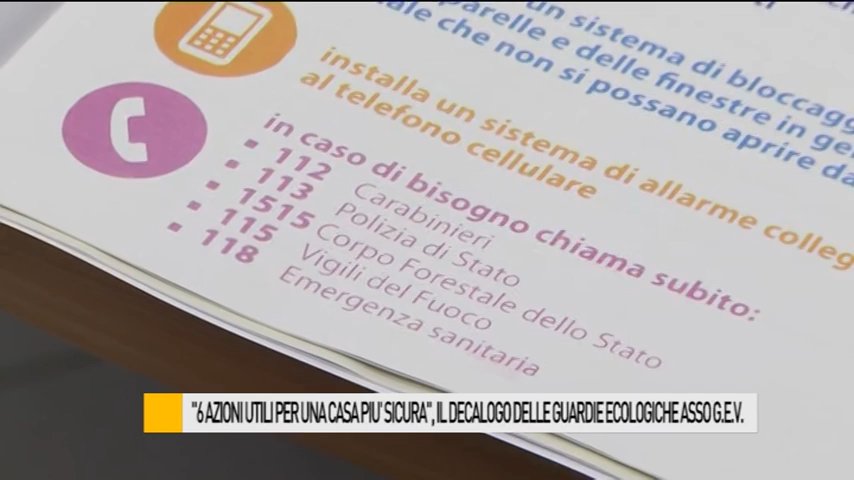 un sistema di bloccagg
parelle e delle finestre in ge
ale che non si possano aprire da
installa un sistema di allarme colleg
al telefono cellulare
in caso di bisogno chiama subito:
▪ 112 Carabinieri
▪ 113 Polizia di Stato
▪ 1515 Corpo Forestale dello Stato
▪ 115 Vigili del Fuoco
▪ 118 Emergenza sanitaria
"6 AZIONI UTILI PER UNA CASA PIU' SICURA", IL DECALOGO DELLE GUARDIE ECOLOGICHE ASSO G.E.V.